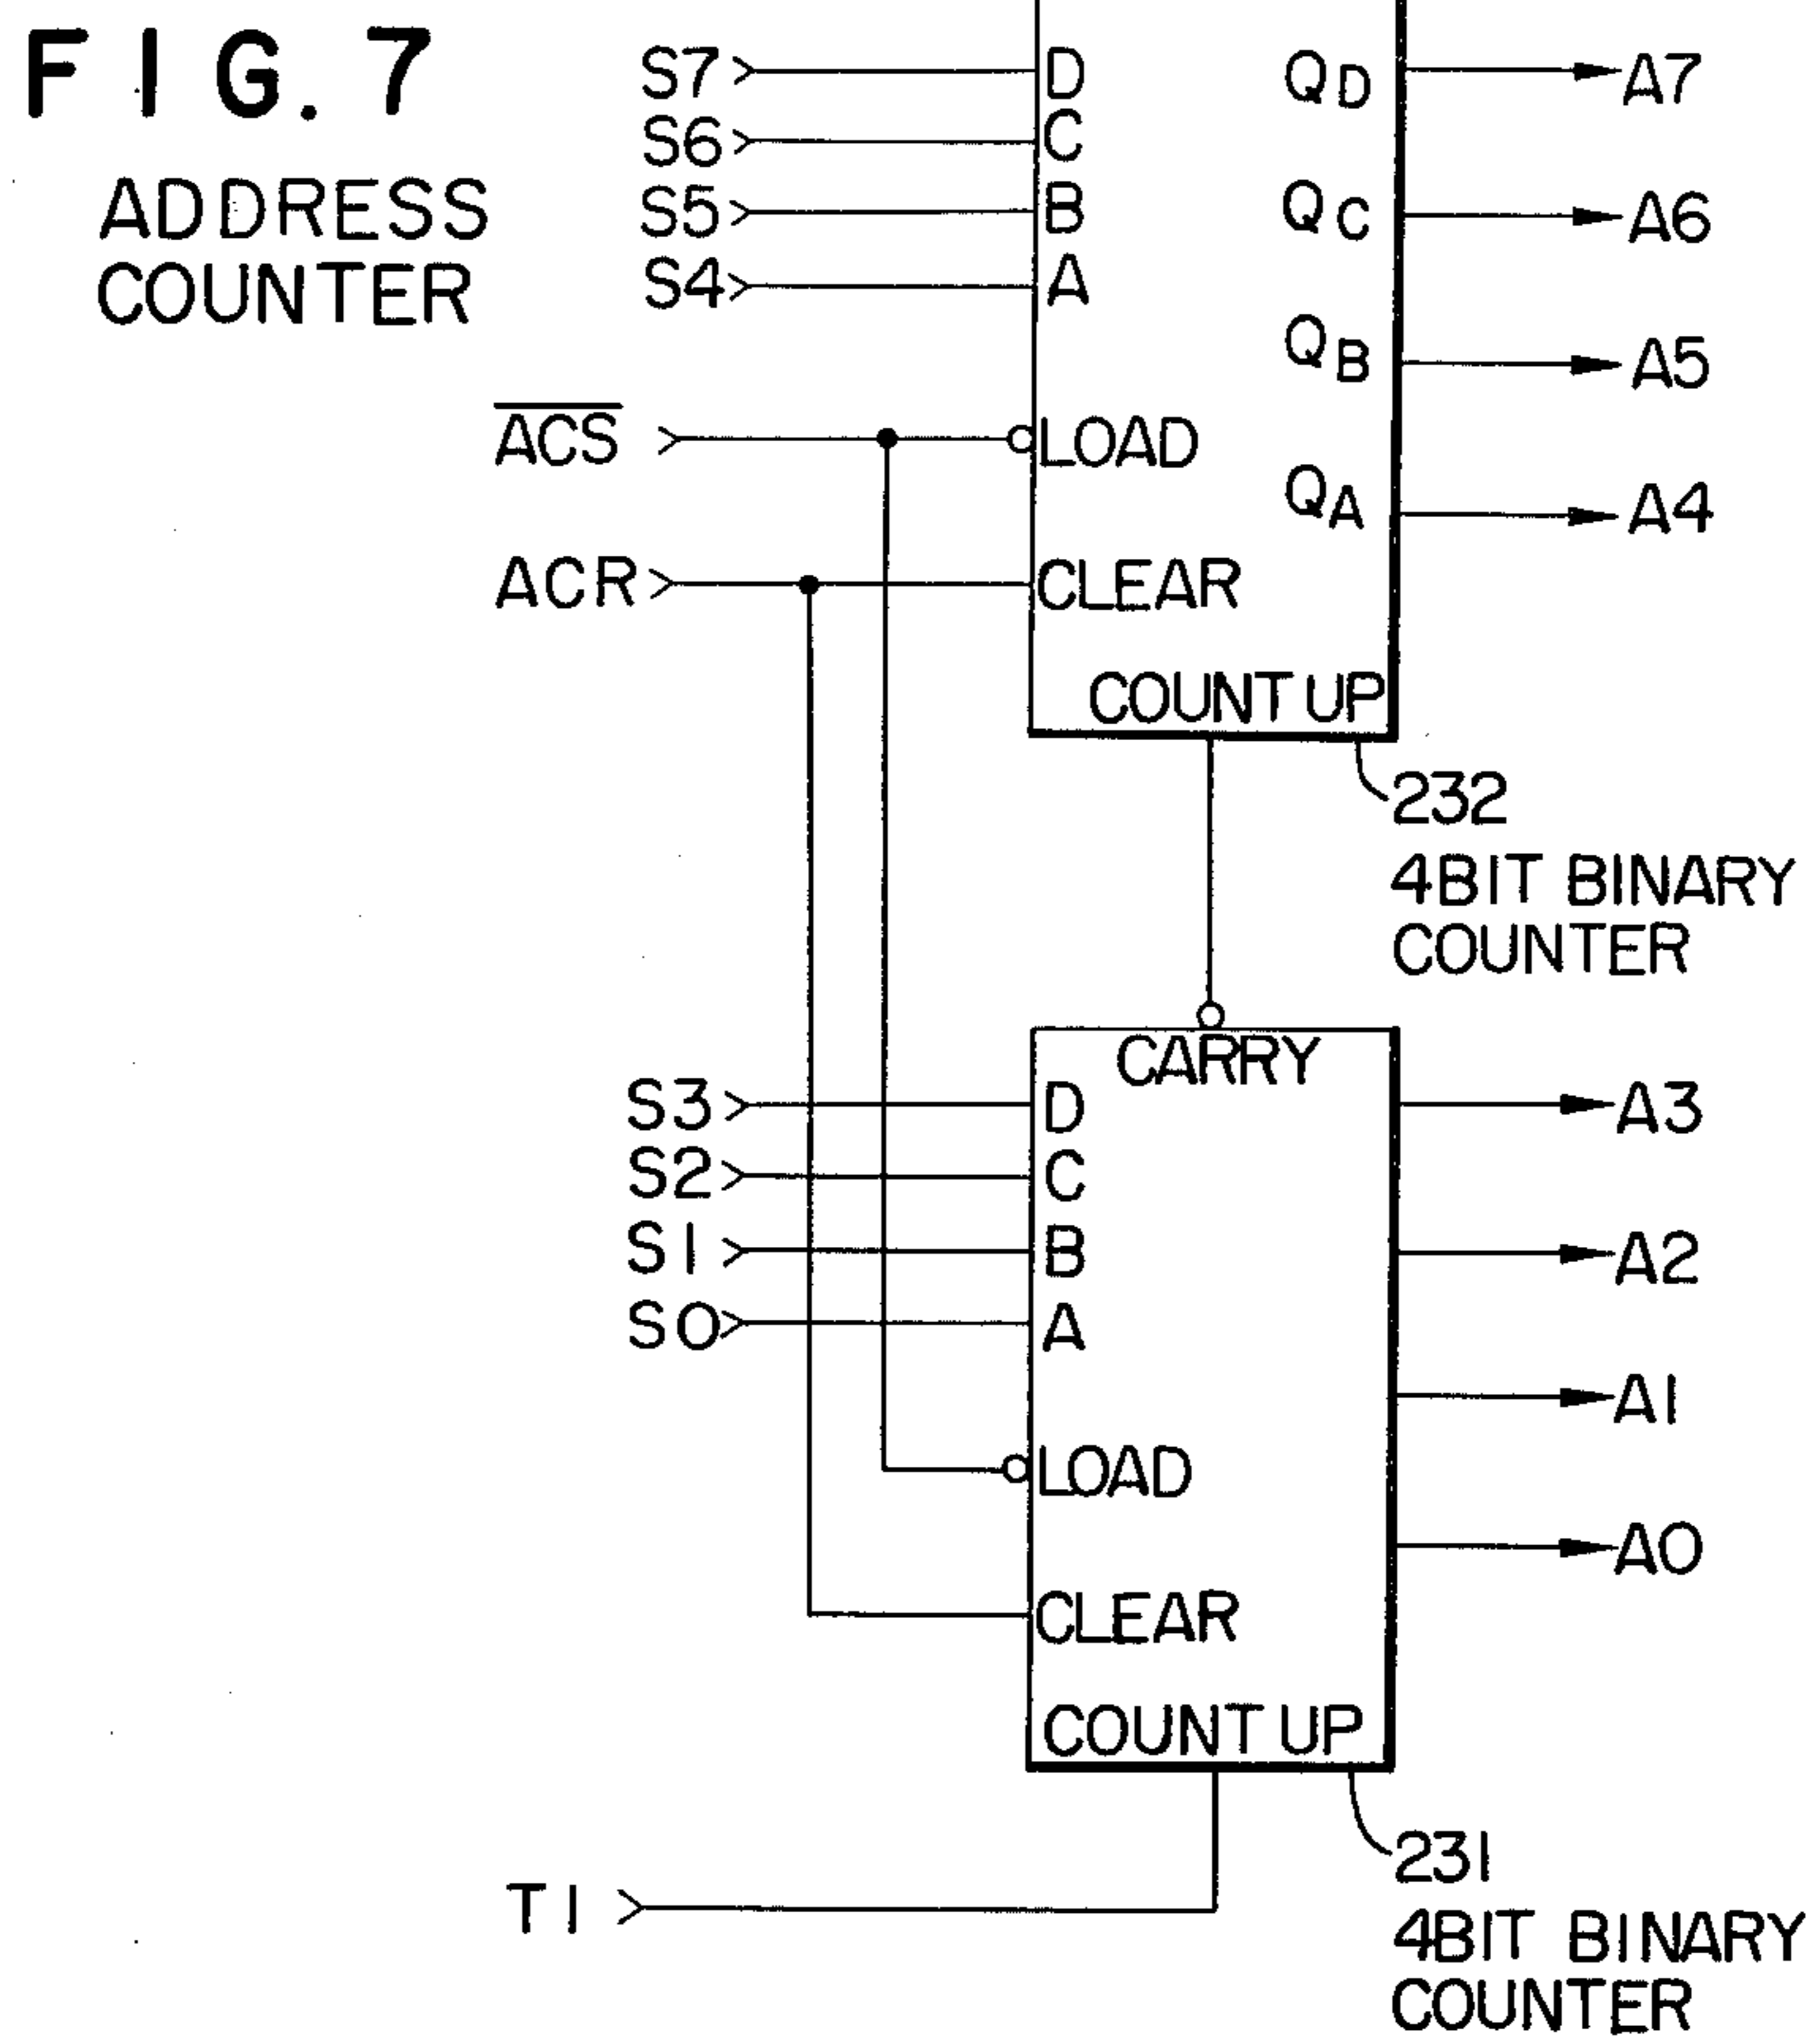 FIG. 7
ADDRESS
COUNTER
S7 D QD A7
S6 C
S5 B QC A6
S4 A
QB A5
A̅C̅S̅ LOAD
QA A4
ACR CLEAR
COUNT UP
232
4BIT BINARY
COUNTER
CARRY
S3 D A3
S2 C
S1 B A2
S0 A
A1
LOAD
A0
CLEAR
COUNT UP
231
T1
4BIT BINARY
COUNTER